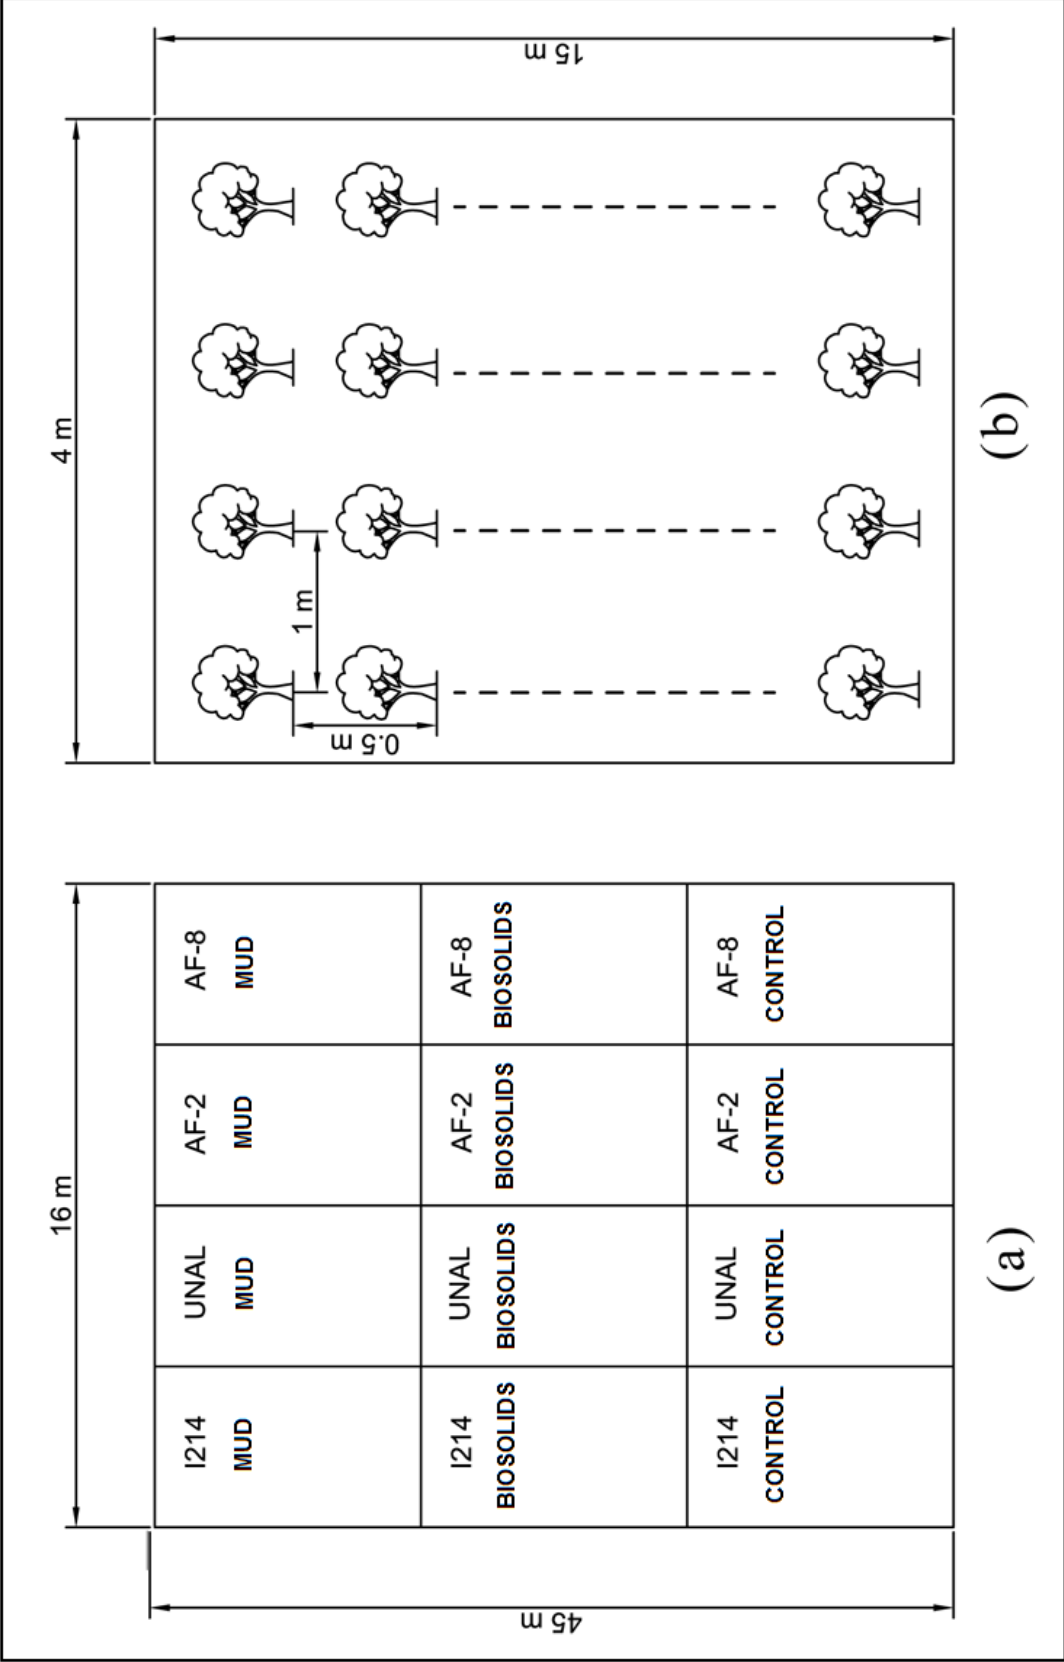 16 m
45 m
I214
MUD
UNAL
MUD
AF-2
MUD
AF-8
MUD
I214
BIOSOLIDS
UNAL
BIOSOLIDS
AF-2
BIOSOLIDS
AF-8
BIOSOLIDS
I214
CONTROL
UNAL
CONTROL
AF-2
CONTROL
AF-8
CONTROL
(a)
4 m
15 m
1 m
0.5 m
(b)